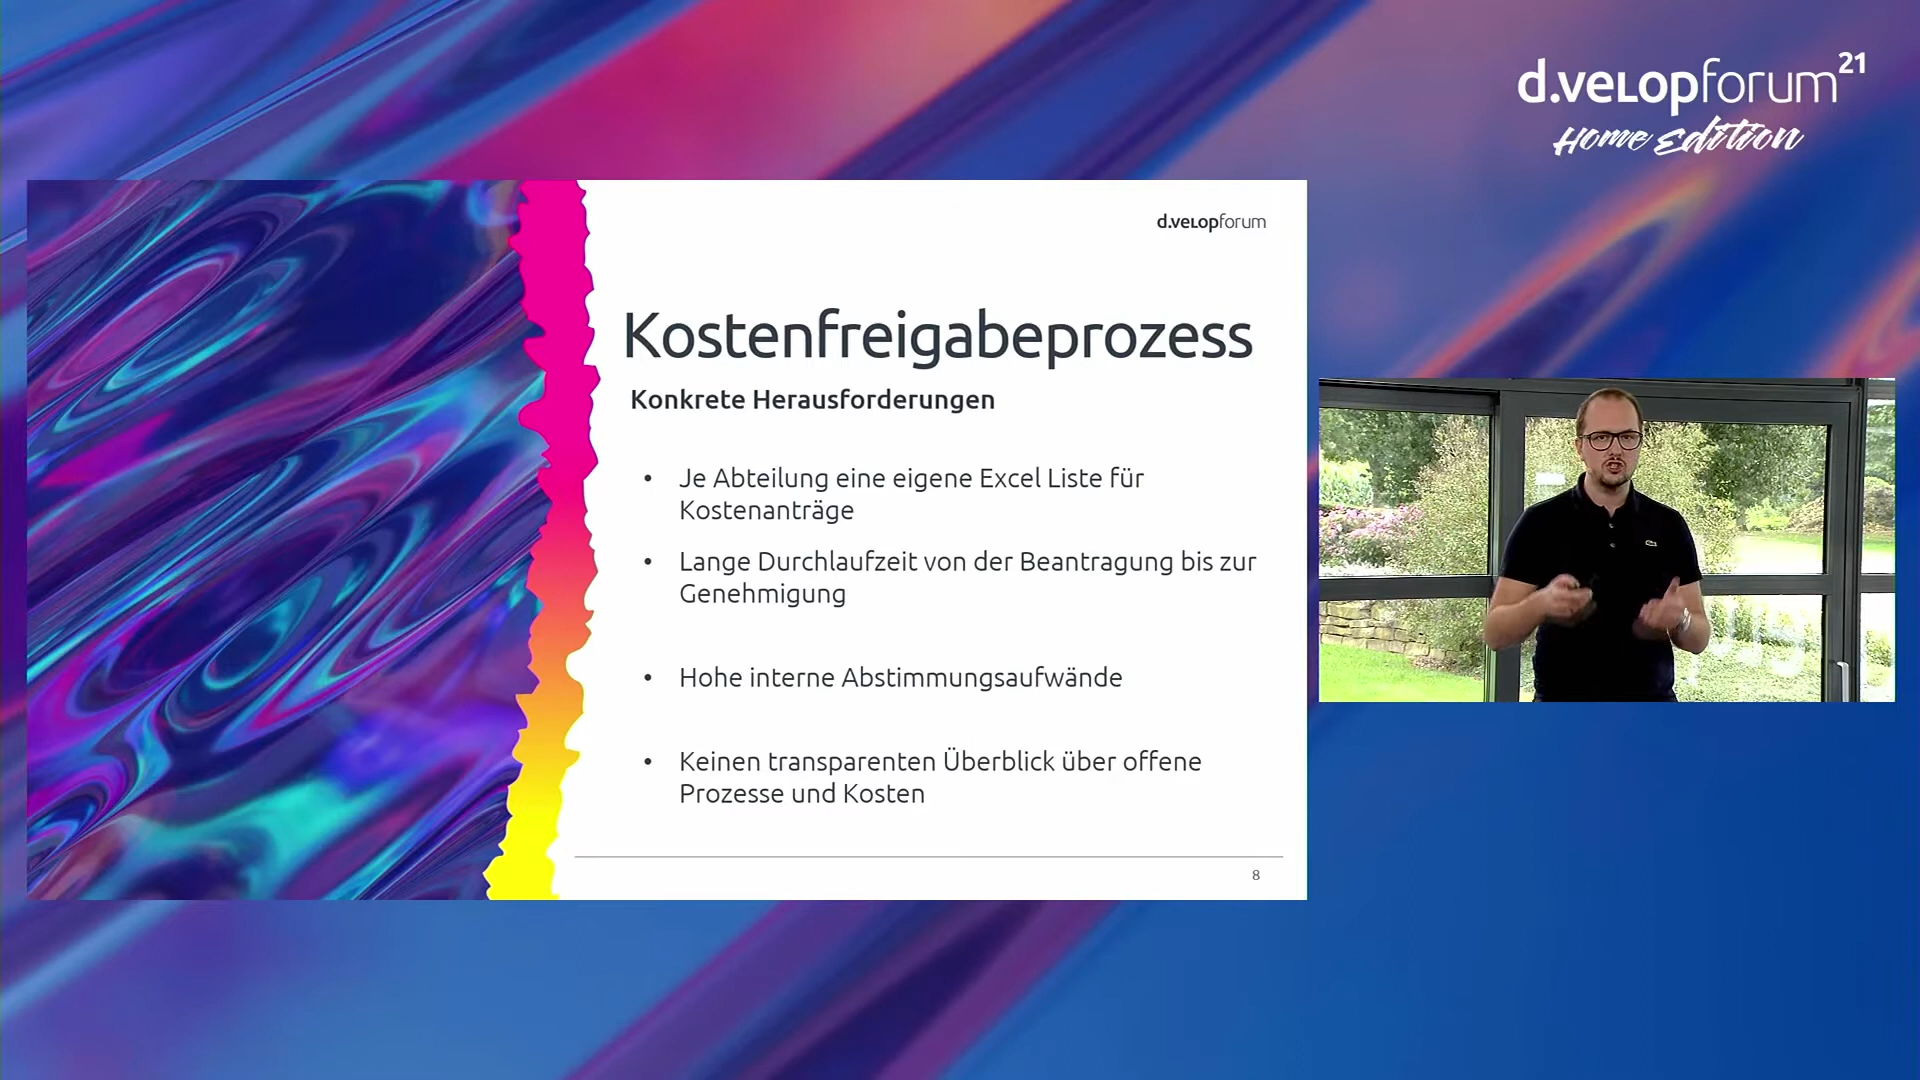 d.velopforum21
Home Edition
d.velopforum
Kostenfreigabeprozess
Konkrete Herausforderungen
• Je Abteilung eine eigene Excel Liste für
Kostenanträge
• Lange Durchlaufzeit von der Beantragung bis zur
Genehmigung
• Hohe interne Abstimmungsaufwände
• Keinen transparenten Überblick über offene
Prozesse und Kosten
8